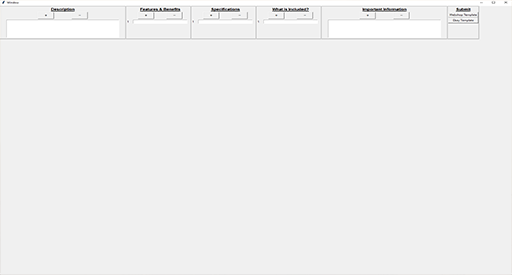 Window
Description
Features & Benefits
Specifications
What is Included?
Important Information
Submit
+
-
+
-
+
-
+
-
+
-
Webshop Template
Ebay Template